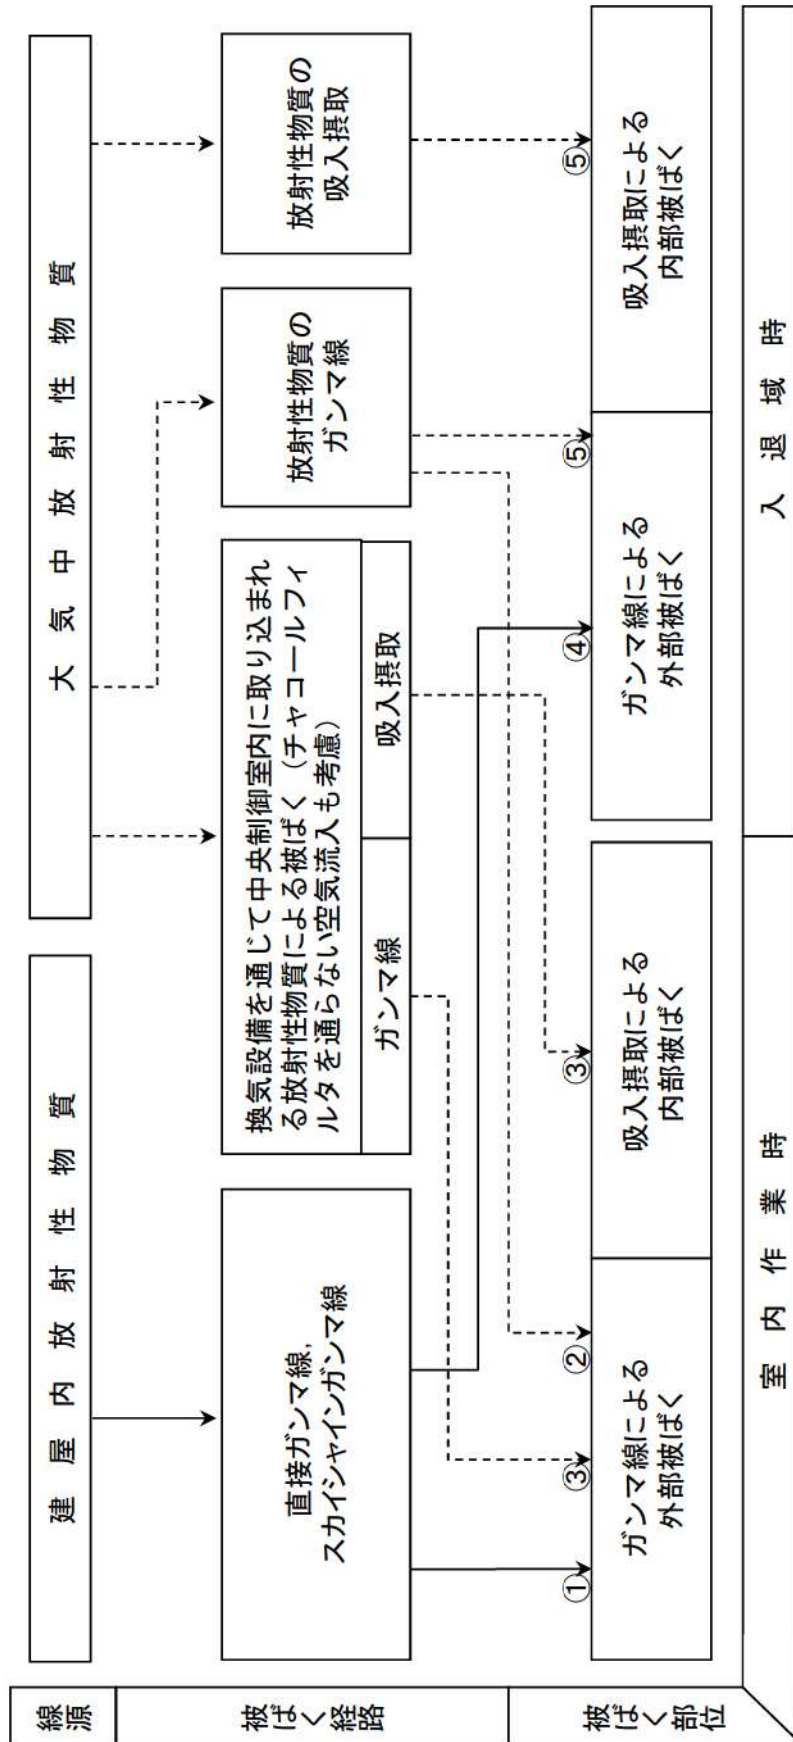 線源
建屋内放射性物質
大気中放射性物質
被ばく経路
直接ガンマ線,
スカイシャインガンマ線
換気設備を通じて中央制御室内に取り込まれ
る放射性物質による被ばく（チャコールフィ
ルタを通らない空気流入も考慮）
ガンマ線
吸入摂取
放射性物質の
ガンマ線
放射性物質の
吸入摂取
被ばく部位
①
③
②
③
④
⑤
⑤
ガンマ線による
外部被ばく
吸入摂取による
内部被ばく
ガンマ線による
外部被ばく
吸入摂取による
内部被ばく
室内作業時
入退域時